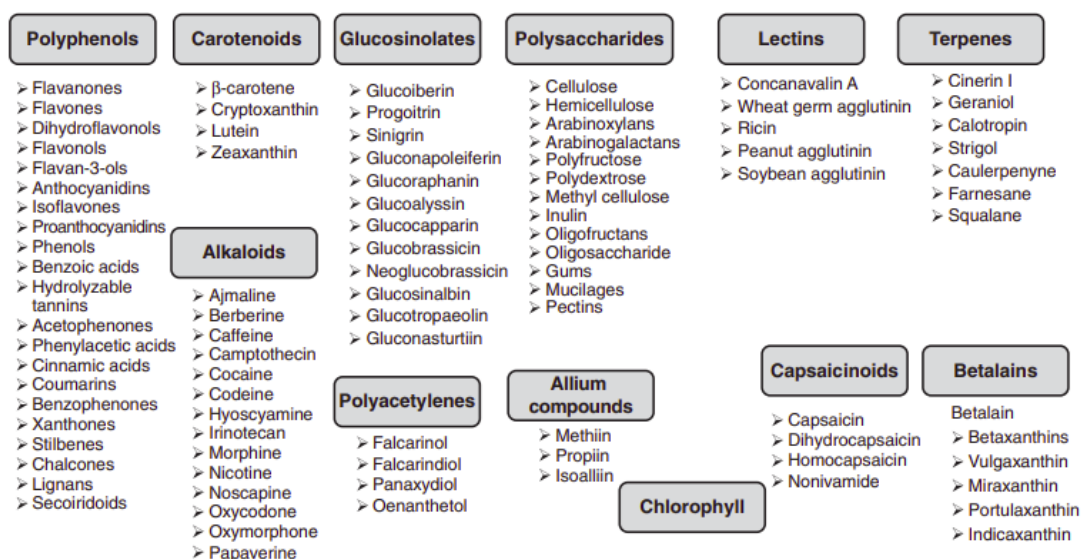 Polyphenols
Flavanones
Flavones
Dihydroflavonols
Flavonols
Flavan-3-ols
Anthocyanidins
Isoflavones
Proanthocyanidins
Phenols
Benzoic acids
Hydrolyzable
tannins
Acetophenones
Phenylacetic acids
Cinnamic acids
Coumarins
Benzophenones
Xanthones
Stilbenes
Chalcones
Lignans
Secoiridoids
Carotenoids
β-carotene
Cryptoxanthin
Lutein
Zeaxanthin
Alkaloids
Ajmaline
Berberine
Caffeine
Camptothecin
Cocaine
Codeine
Hyoscyamine
Irinotecan
Morphine
Nicotine
Noscapine
Oxycodone
Oxymorphone
Papaverine
Glucosinolates
Glucoiberin
Progoitrin
Sinigrin
Gluconapoleiferin
Glucoraphanin
Glucoalyssin
Glucocapparin
Glucobrassicin
Neoglucobrassicin
Glucosinalbin
Glucotropaeolin
Gluconasturtiin
Polyacetylenes
Falcarinol
Falcarindiol
Panaxydiol
Oenanthetol
Polysaccharides
Cellulose
Hemicellulose
Arabinoxylans
Arabinogalactans
Polyfructose
Polydextrose
Methyl cellulose
Inulin
Oligofructans
Oligosaccharide
Gums
Mucilages
Pectins
Allium
compounds
Methiin
Propiin
Isoalliin
Chlorophyll
Lectins
Concanavalin A
Wheat germ agglutinin
Ricin
Peanut agglutinin
Soybean agglutinin
Capsaicinoids
Capsaicin
Dihydrocapsaicin
Homocapsaicin
Nonivamide
Terpenes
Cinerin I
Geraniol
Calotropin
Strigol
Caulerpenyne
Farnesane
Squalane
Betalains
Betalain
Betaxanthins
Vulgaxanthin
Miraxanthin
Portulaxanthin
Indicaxanthin